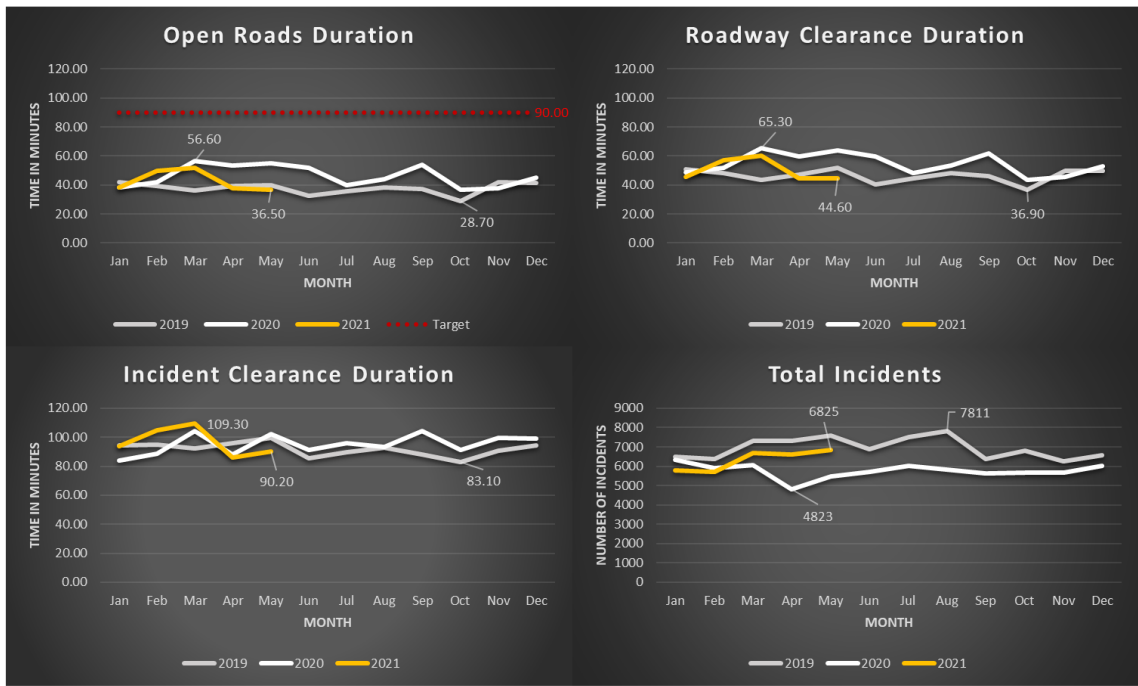 Open Roads Duration
120.00
100.00
80.00
60.00
40.00
20.00
0.00
TIME IN MINUTES
90.00
56.60
36.50
28.70
Jan Feb Mar Apr May Jun Jul Aug Sep Oct Nov Dec
MONTH
2019 2020 2021 Target
Roadway Clearance Duration
120.00
100.00
80.00
60.00
40.00
20.00
0.00
TIME IN MINUTES
65.30
44.60
36.90
Jan Feb Mar Apr May Jun Jul Aug Sep Oct Nov Dec
MONTH
2019 2020 2021
Incident Clearance Duration
120.00
100.00
80.00
60.00
40.00
20.00
0.00
TIME IN MINUTES
109.30
90.20
83.10
Jan Feb Mar Apr May Jun Jul Aug Sep Oct Nov Dec
MONTH
2019 2020 2021
Total Incidents
9000
8000
7000
6000
5000
4000
3000
2000
1000
0
NUMBER OF INCIDENTS
6825
7811
4823
Jan Feb Mar Apr May Jun Jul Aug Sep Oct Nov Dec
MONTH
2019 2020 2021